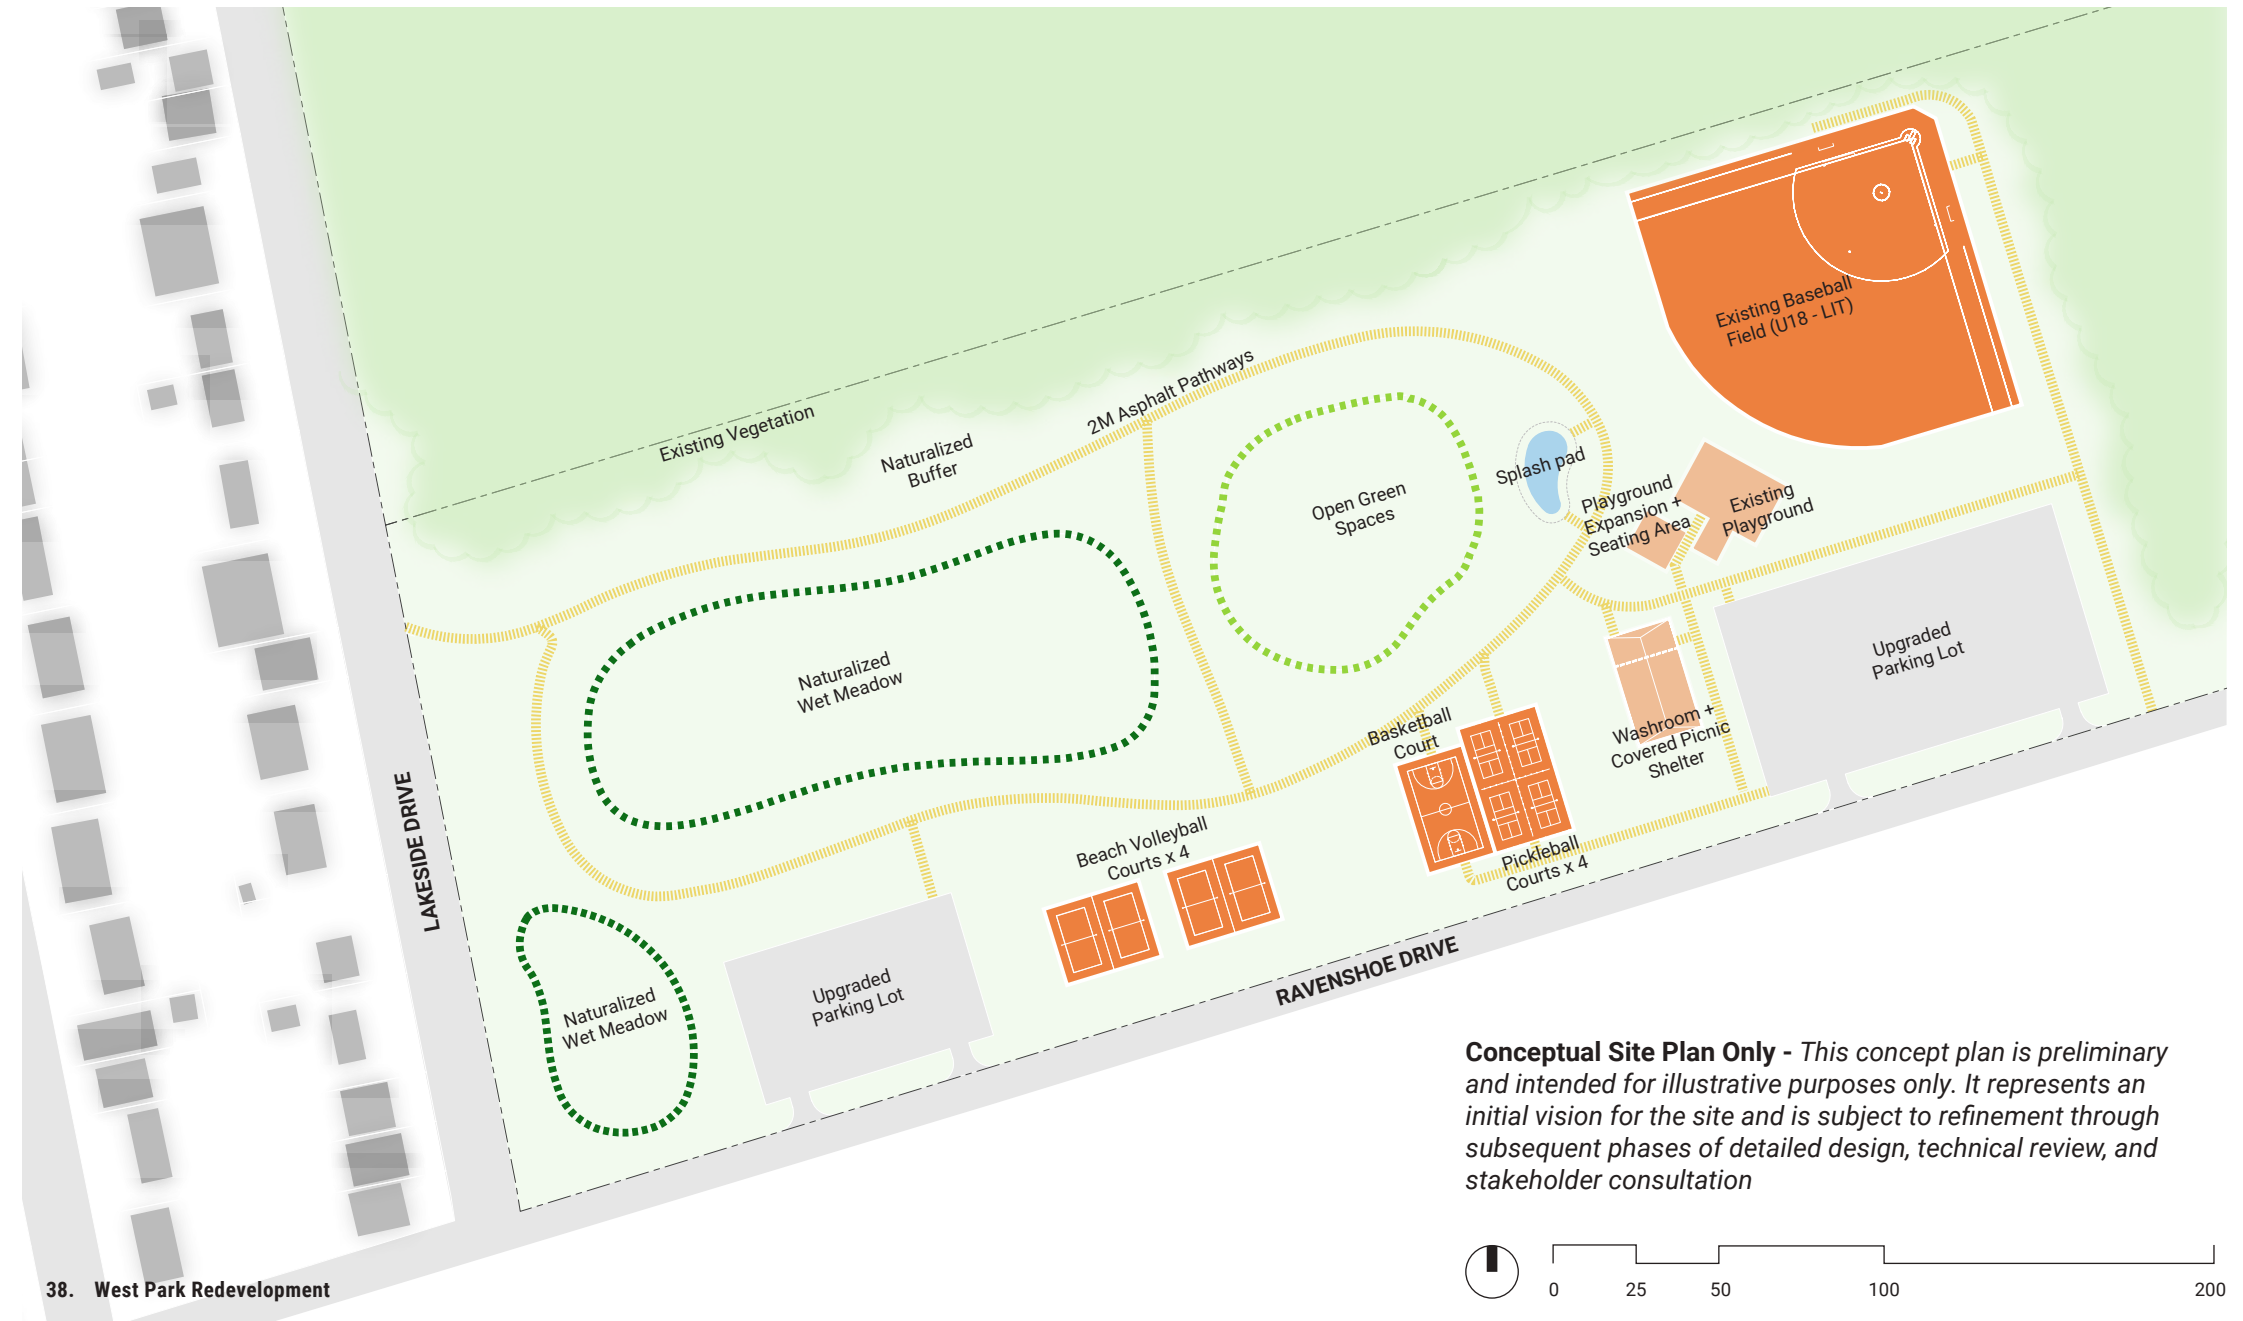 Existing Baseball
Field (U18 - LIT)
2M Asphalt Pathways
Existing Vegetation
Naturalized
Buffer
Splash pad
Open Green
Spaces
Playground
Expansion +
Seating Area
Existing
Playground
Naturalized
Wet Meadow
Upgraded
Parking Lot
Basketball
Court
Washroom +
Covered Picnic
Shelter
LAKESIDE DRIVE
Beach Volleyball
Courts x 4
Pickleball
Courts x 4
Naturalized
Wet Meadow
Upgraded
Parking Lot
RAVENSHOE DRIVE
Conceptual Site Plan Only - This concept plan is preliminary
and intended for illustrative purposes only. It represents an
initial vision for the site and is subject to refinement through
subsequent phases of detailed design, technical review, and
stakeholder consultation
0 25 50 100 200
38. West Park Redevelopment